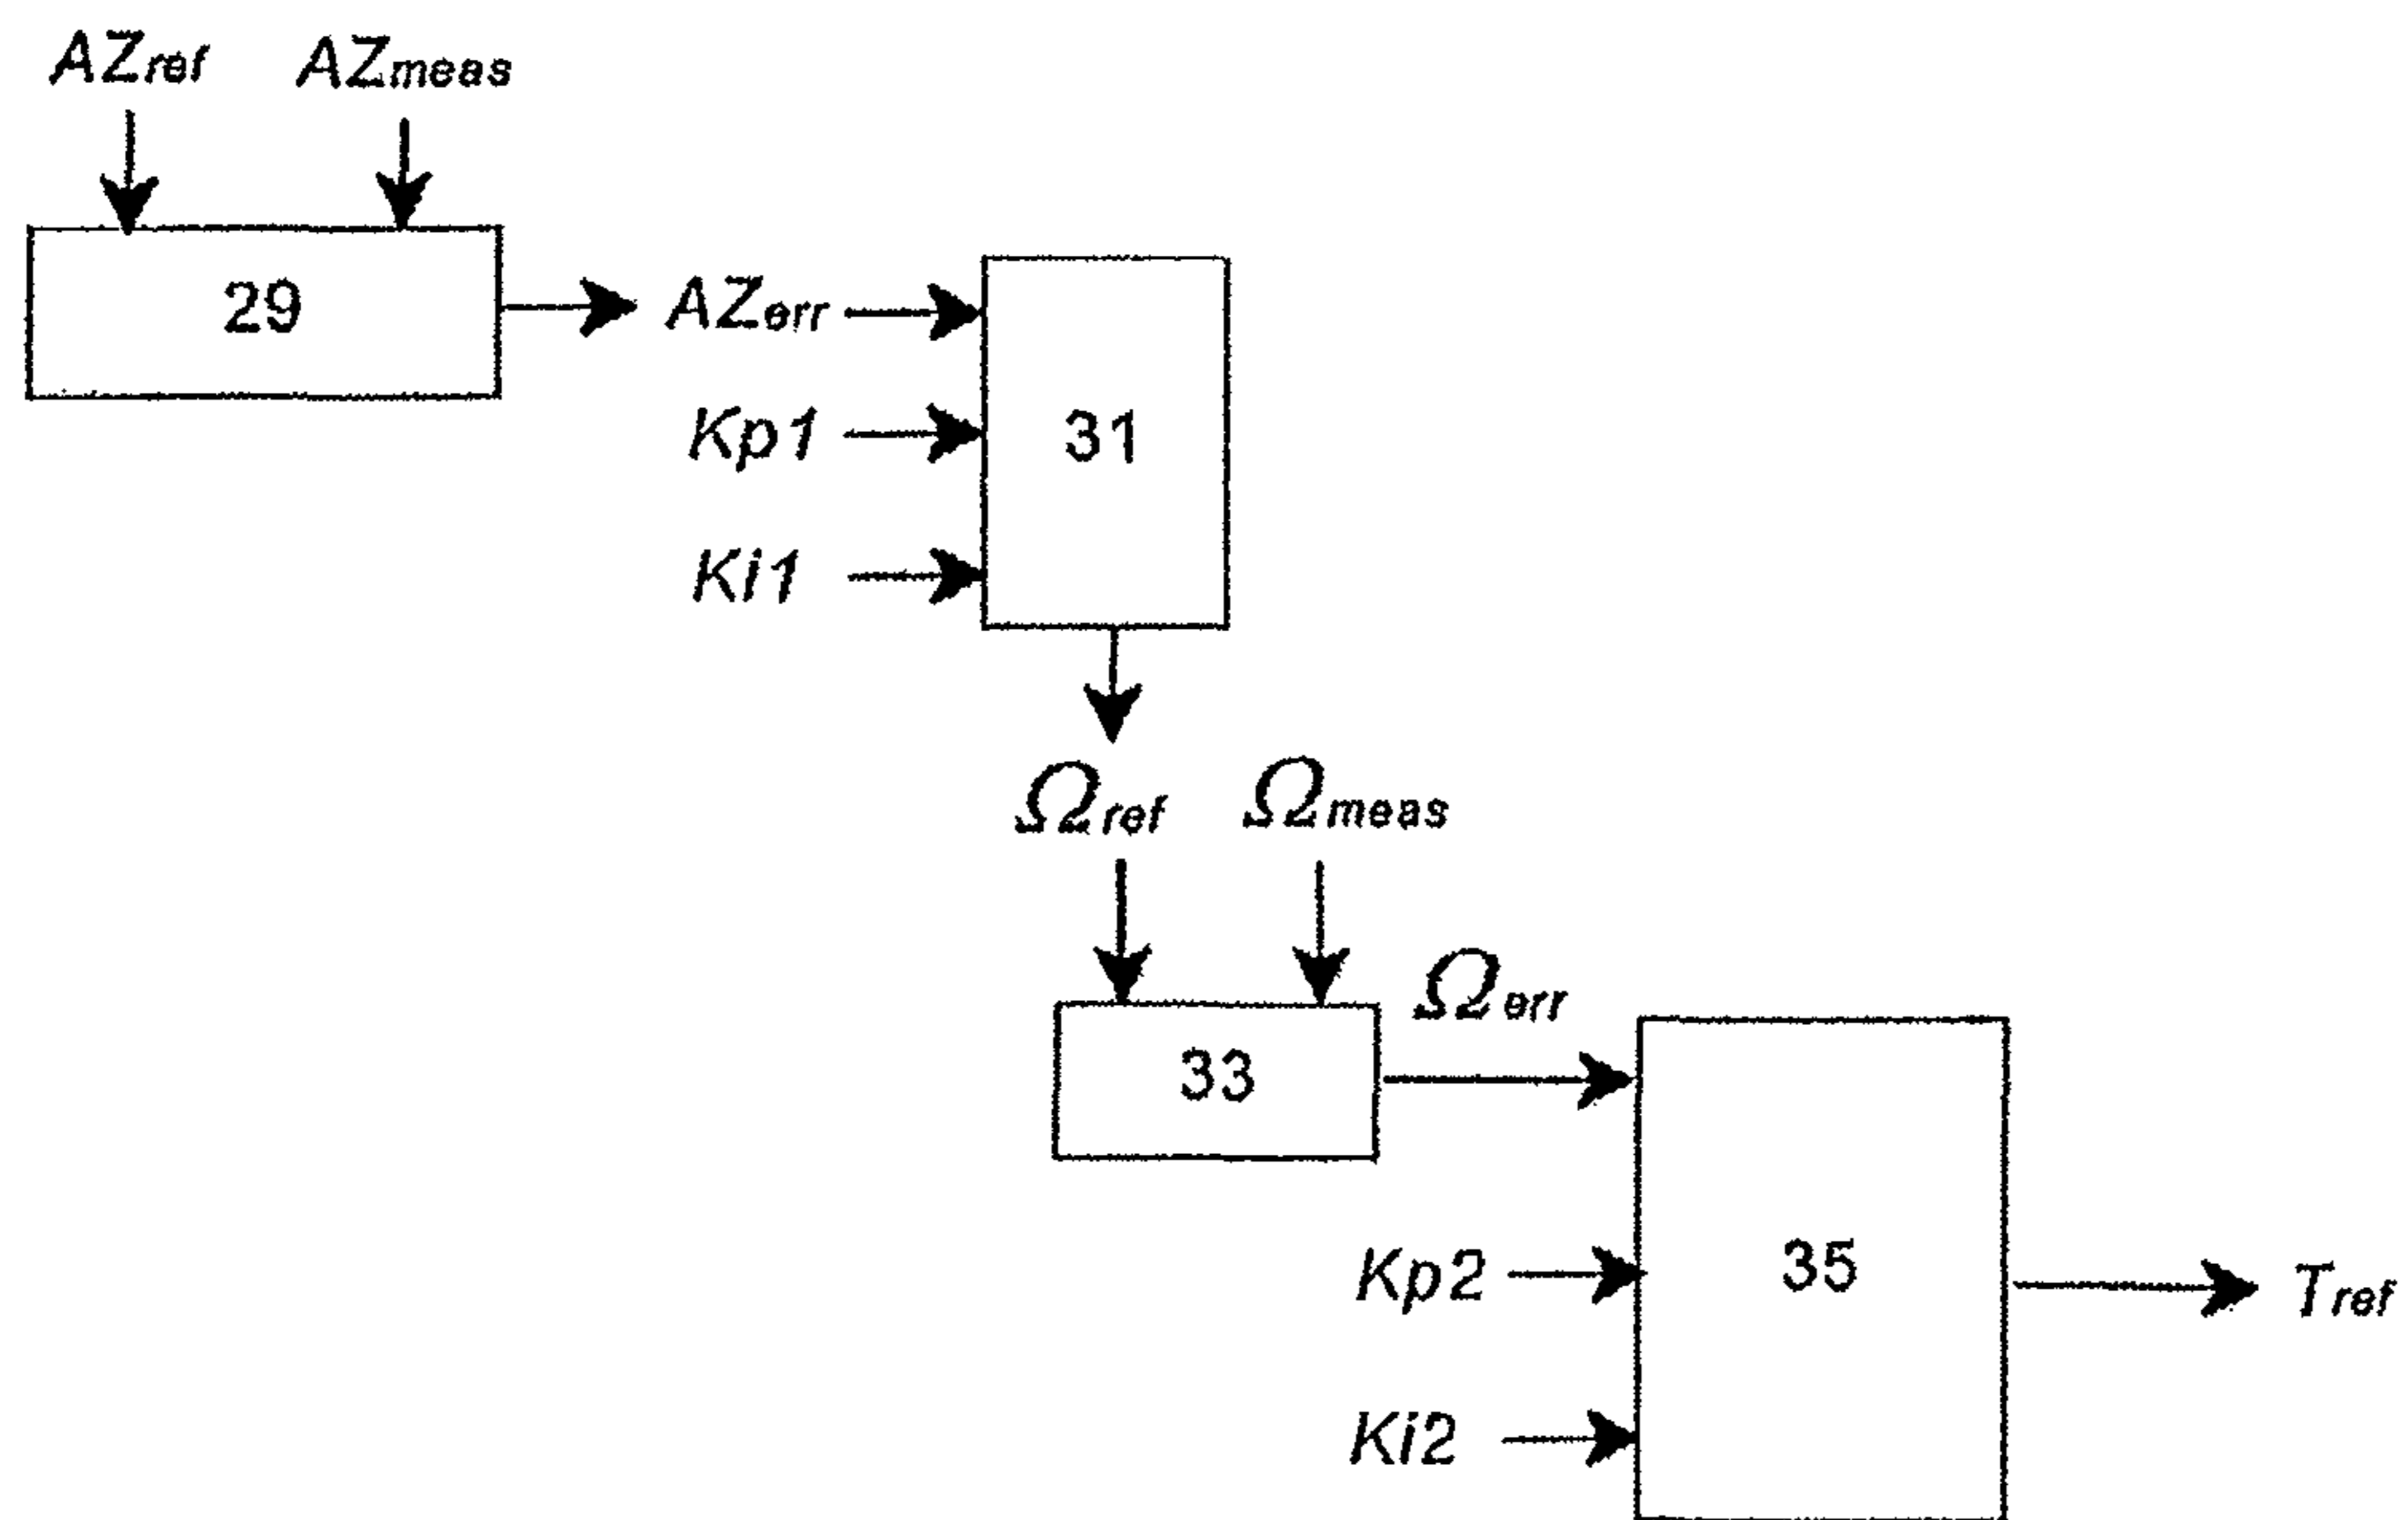 AZref AZmeas
29
AZerr
Kp1
31
Ki1
Ωref Ωmeas
Ωerr
33
Kp2
35
Tref
Ki2